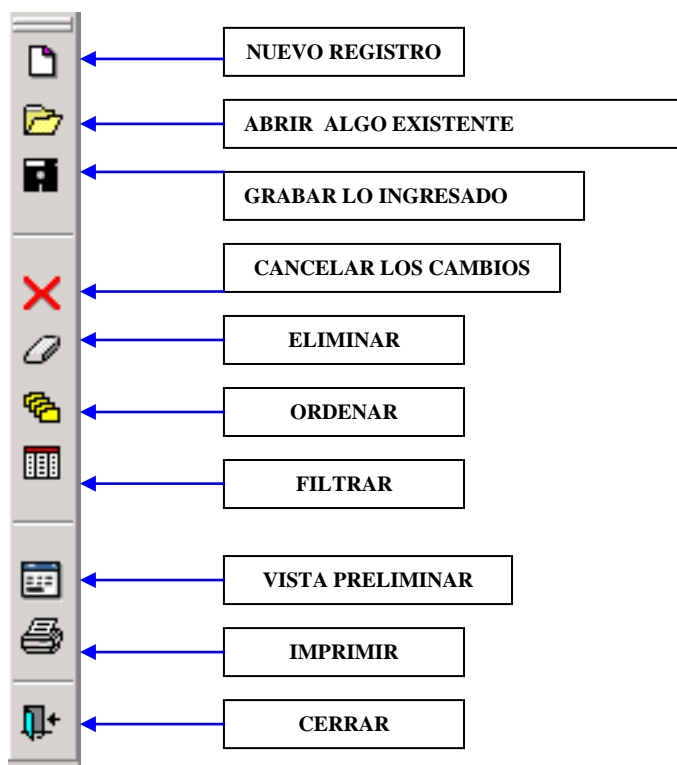 NUEVO REGISTRO
ABRIR ALGO EXISTENTE
GRABAR LO INGRESADO
CANCELAR LOS CAMBIOS
ELIMINAR
ORDENAR
FILTRAR
VISTA PRELIMINAR
IMPRIMIR
CERRAR